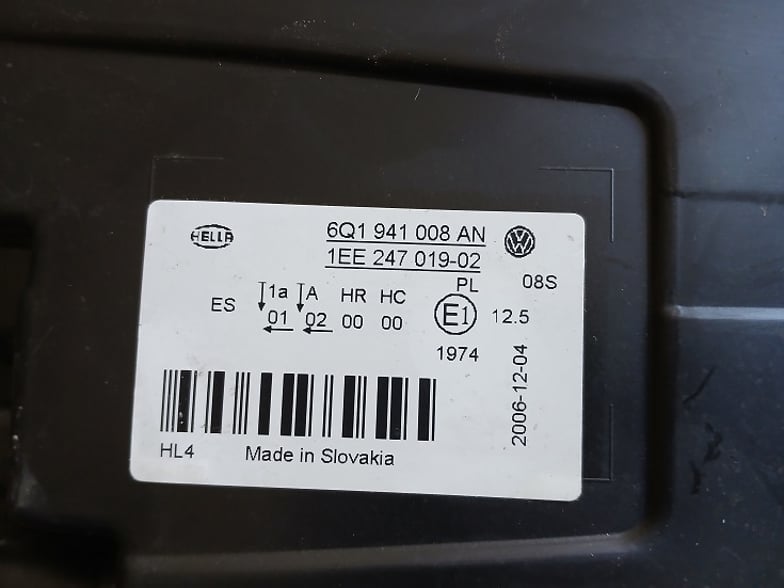 HELLA
6Q1 941 008 AN
1EE 247 019-02
PL
08S
ES
1a A HR HC
01 02 00 00
E1
12.5
1974
2006-12-04
HL4
Made in Slovakia